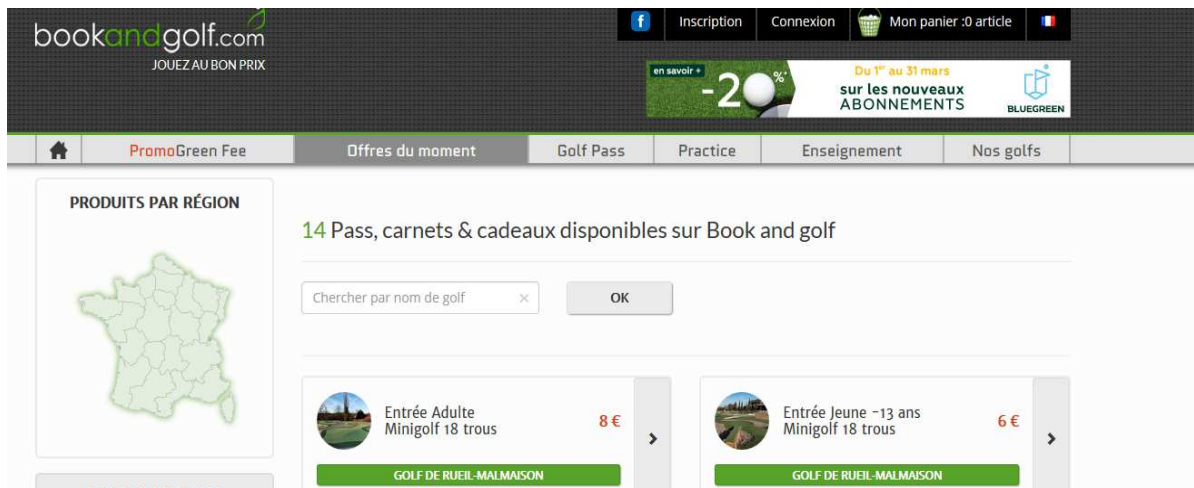 bookandgolf.com
JOUEZ AU BON PRIX
f Inscription Connexion Mon panier :0 article
en savoir +
-20%*
Du 1er au 31 mars
sur les nouveaux
ABONNEMENTS
BLUEGREEN
PromoGreen Fee Offres du moment Golf Pass Practice Enseignement Nos golfs
PRODUITS PAR RÉGION
14 Pass, carnets & cadeaux disponibles sur Book and golf
Chercher par nom de golf × OK
Entrée Adulte
Minigolf 18 trous
8 €
GOLF DE RUEIL-MALMAISON
Entrée Jeune -13 ans
Minigolf 18 trous
6 €
GOLF DE RUEIL-MALMAISON